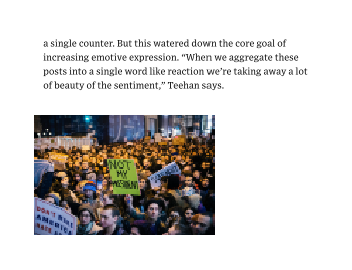 a single counter. But this watered down the core goal of
increasing emotive expression. “When we aggregate these
posts into a single word like reaction we’re taking away a lot
of beauty of the sentiment,” Teehan says.
NOT
MY
PRESIDENT
AMERICA